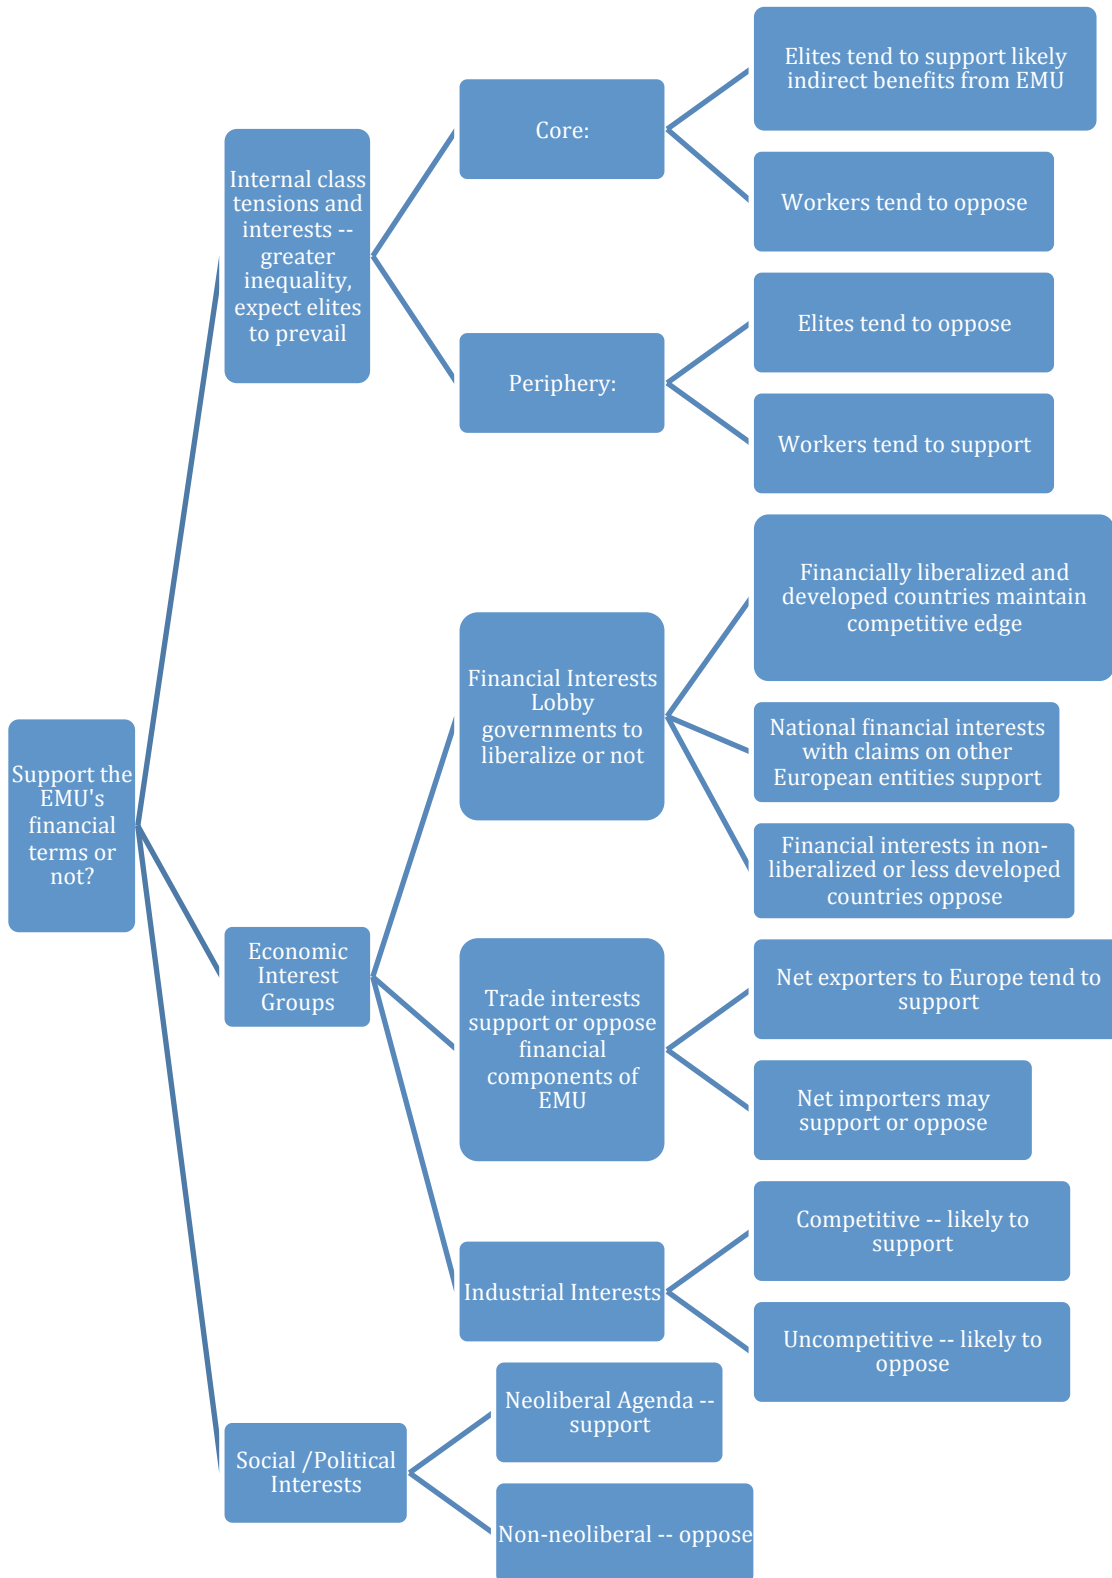 Support the
EMU's
financial
terms or
not?
Internal class
tensions and
interests --
greater
inequality,
expect elites
to prevail
Core:
Elites tend to support likely
indirect benefits from EMU
Workers tend to oppose
Periphery:
Elites tend to oppose
Workers tend to support
Economic
Interest
Groups
Financial Interests
Lobby
governments to
liberalize or not
Financially liberalized and
developed countries maintain
competitive edge
National financial interests
with claims on other
European entities support
Financial interests in non-
liberalized or less developed
countries oppose
Trade interests
support or oppose
financial
components of
EMU
Net exporters to Europe tend to
support
Net importers may
support or oppose
Industrial Interests
Competitive -- likely to
support
Uncompetitive -- likely to
oppose
Social /Political
Interests
Neoliberal Agenda --
support
Non-neoliberal -- oppose